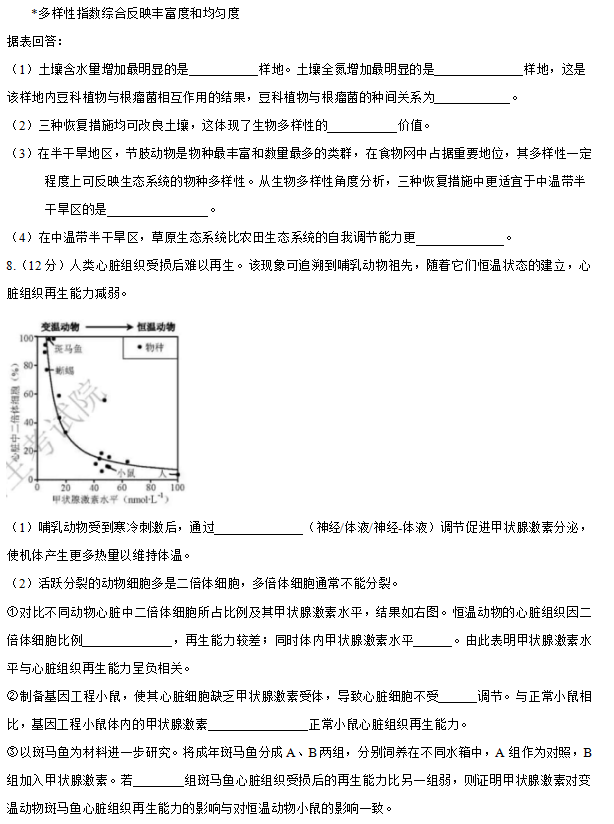 *多样性指数综合反映丰富度和均匀度
据表回答：
（1）土壤含水量增加最明显的是__________样地。土壤全氮增加最明显的是_____________样地，这是
该样地内豆科植物与根瘤菌相互作用的结果，豆科植物与根瘤菌的种间关系为___________。
（2）三种恢复措施均可改良土壤，这体现了生物多样性的__________价值。
（3）在半干旱地区，节肢动物是物种最丰富和数量最多的类群，在食物网中占据重要地位，其多样性一定
程度上可反映生态系统的物种多样性。从生物多样性角度分析，三种恢复措施中更适宜于中温带半
干旱区的是_______________。
（4）在中温带半干旱区，草原生态系统比农田生态系统的自我调节能力更_____________。
8.（12分）人类心脏组织受损后难以再生。该现象可追溯到哺乳动物祖先，随着它们恒温状态的建立，心
脏组织再生能力减弱。
变温动物 → 恒温动物
100
80
60
40
20
0
心脏中二倍体细胞（%）
斑马鱼
蜥蜴
小鼠
人
• 物种
0 20 40 60 80 100
甲状腺激素水平（nmol·L⁻¹）
主考试院
（1）哺乳动物受到寒冷刺激后，通过_____________（神经/体液/神经-体液）调节促进甲状腺激素分泌，
使机体产生更多热量以维持体温。
（2）活跃分裂的动物细胞多是二倍体细胞，多倍体细胞通常不能分裂。
①对比不同动物心脏中二倍体细胞所占比例及其甲状腺激素水平，结果如右图。恒温动物的心脏组织因二
倍体细胞比例_____________，再生能力较差；同时体内甲状腺激素水平______。由此表明甲状腺激素水
平与心脏组织再生能力呈负相关。
②制备基因工程小鼠，使其心脏细胞缺乏甲状腺激素受体，导致心脏细胞不受______调节。与正常小鼠相
比，基因工程小鼠体内的甲状腺激素_______________正常小鼠心脏组织再生能力。
③以斑马鱼为材料进一步研究。将成年斑马鱼分成A、B两组，分别饲养在不同水箱中，A组作为对照，B
组加入甲状腺激素。若________组斑马鱼心脏组织受损后的再生能力比另一组弱，则证明甲状腺激素对变
温动物斑马鱼心脏组织再生能力的影响与对恒温动物小鼠的影响一致。